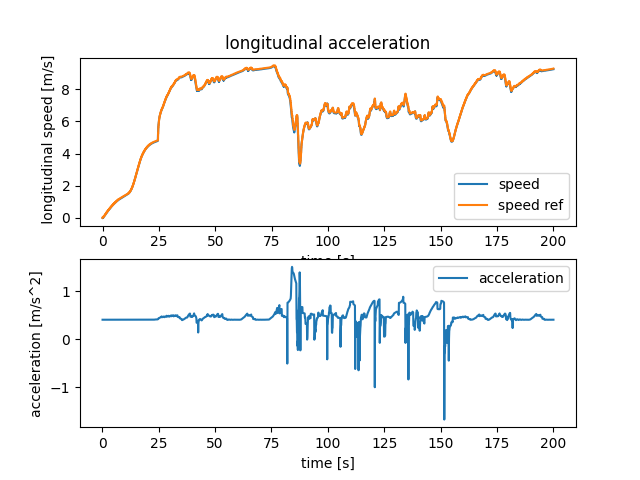 longitudinal acceleration
longitudinal speed [m/s]
8
6
4
2
0
speed
speed ref
0 25 50 75 100 125 150 175 200
time [s]
acceleration [m/s^2]
1
0
−1
acceleration
0 25 50 75 100 125 150 175 200
time [s]